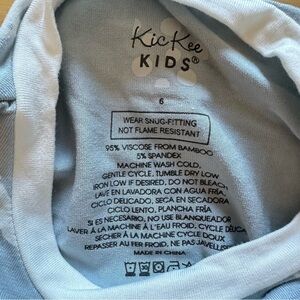 KicKee
KIDS®
6
WEAR SNUG-FITTING
NOT FLAME RESISTANT
95% VISCOSE FROM BAMBOO
5% SPANDEX
MACHINE WASH COLD,
GENTLE CYCLE, TUMBLE DRY LOW
IRON LOW IF DESIRED, DO NOT BLEACH
LAVE EN LAVADORA CON AGUA FRÍA
CICLO DELICADO, SECA EN SECADORA
CICLO LENTO, PLANCHA FRÍA
SI ES NECESARIO, NO USE BLANQUEADOR
LAVER À LA MACHINE À L'EAU FROID, CYCLE DÉLICA
SÉCHER À LA MACHINE CYCLE DOUX
REPASSER AU FER FROID, NE PAS JAVELLIS
MADE IN CHINA